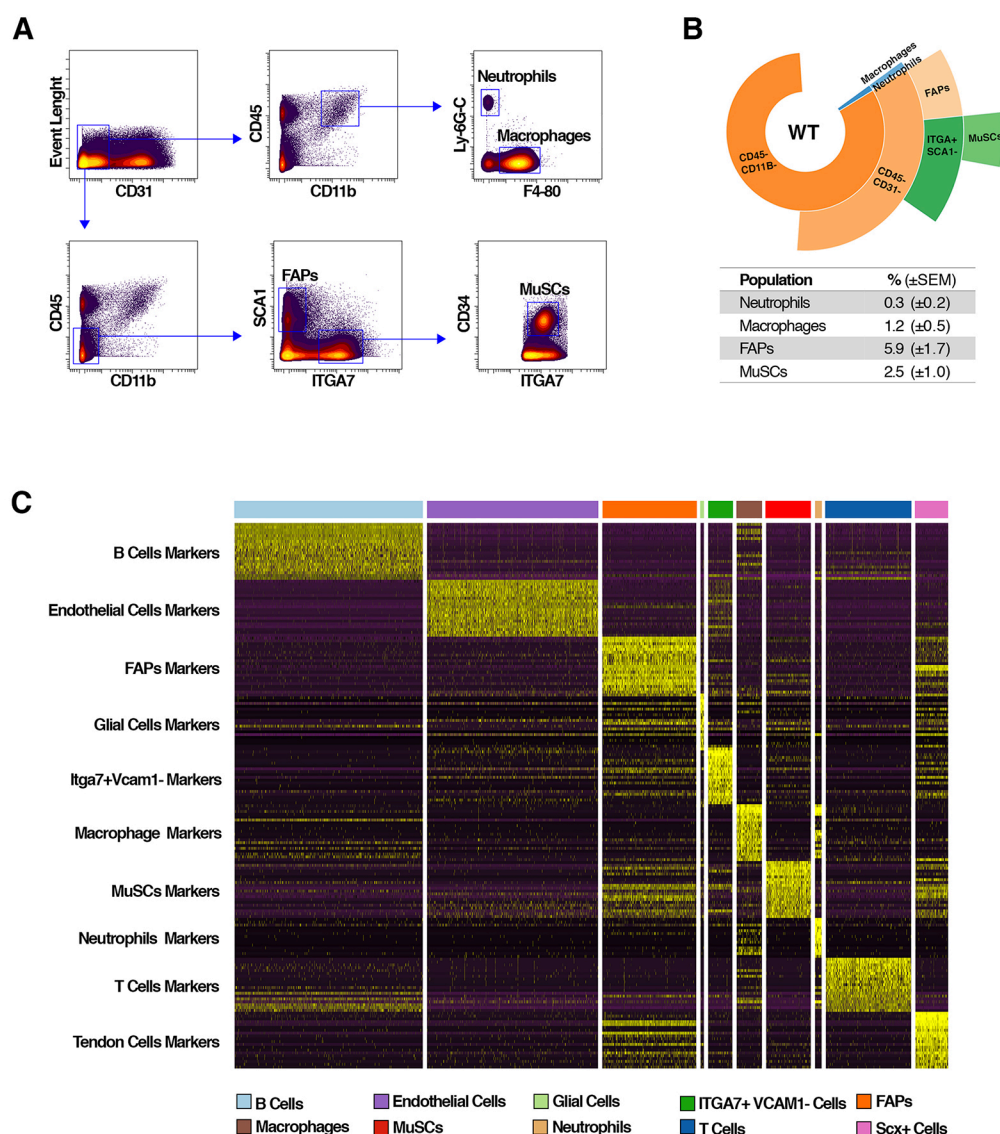 A
Event Lenght
CD31
CD45
CD11b
Ly-6G-C
Neutrophils
Macrophages
F4-80
CD45
CD11b
SCA1
FAPs
ITGA7
CD34
MuSCs
ITGA7
B
WT
Macrophages
Neutrophils
FAPs
ITGA+
SCA1-
MuSCs
CD45-
CD11B-
CD45-
CD31-
Population % (±SEM)
Neutrophils 0.3 (±0.2)
Macrophages 1.2 (±0.5)
FAPs 5.9 (±1.7)
MuSCs 2.5 (±1.0)
C
B Cells Markers
Endothelial Cells Markers
FAPs Markers
Glial Cells Markers
Itga7+Vcam1- Markers
Macrophage Markers
MuSCs Markers
Neutrophils Markers
T Cells Markers
Tendon Cells Markers
B Cells Endothelial Cells Glial Cells ITGA7+ VCAM1- Cells FAPs
Macrophages MuSCs Neutrophils T Cells Scx+ Cells